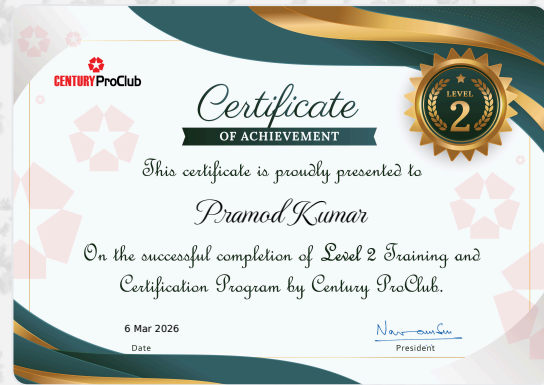 CENTURY ProClub
LEVEL
2
Certificate
OF ACHIEVEMENT
This certificate is proudly presented to
Pramod Kumar
On the successful completion of Level 2 Training and
Certification Program by Century ProClub.
6 Mar 2026
Date
President